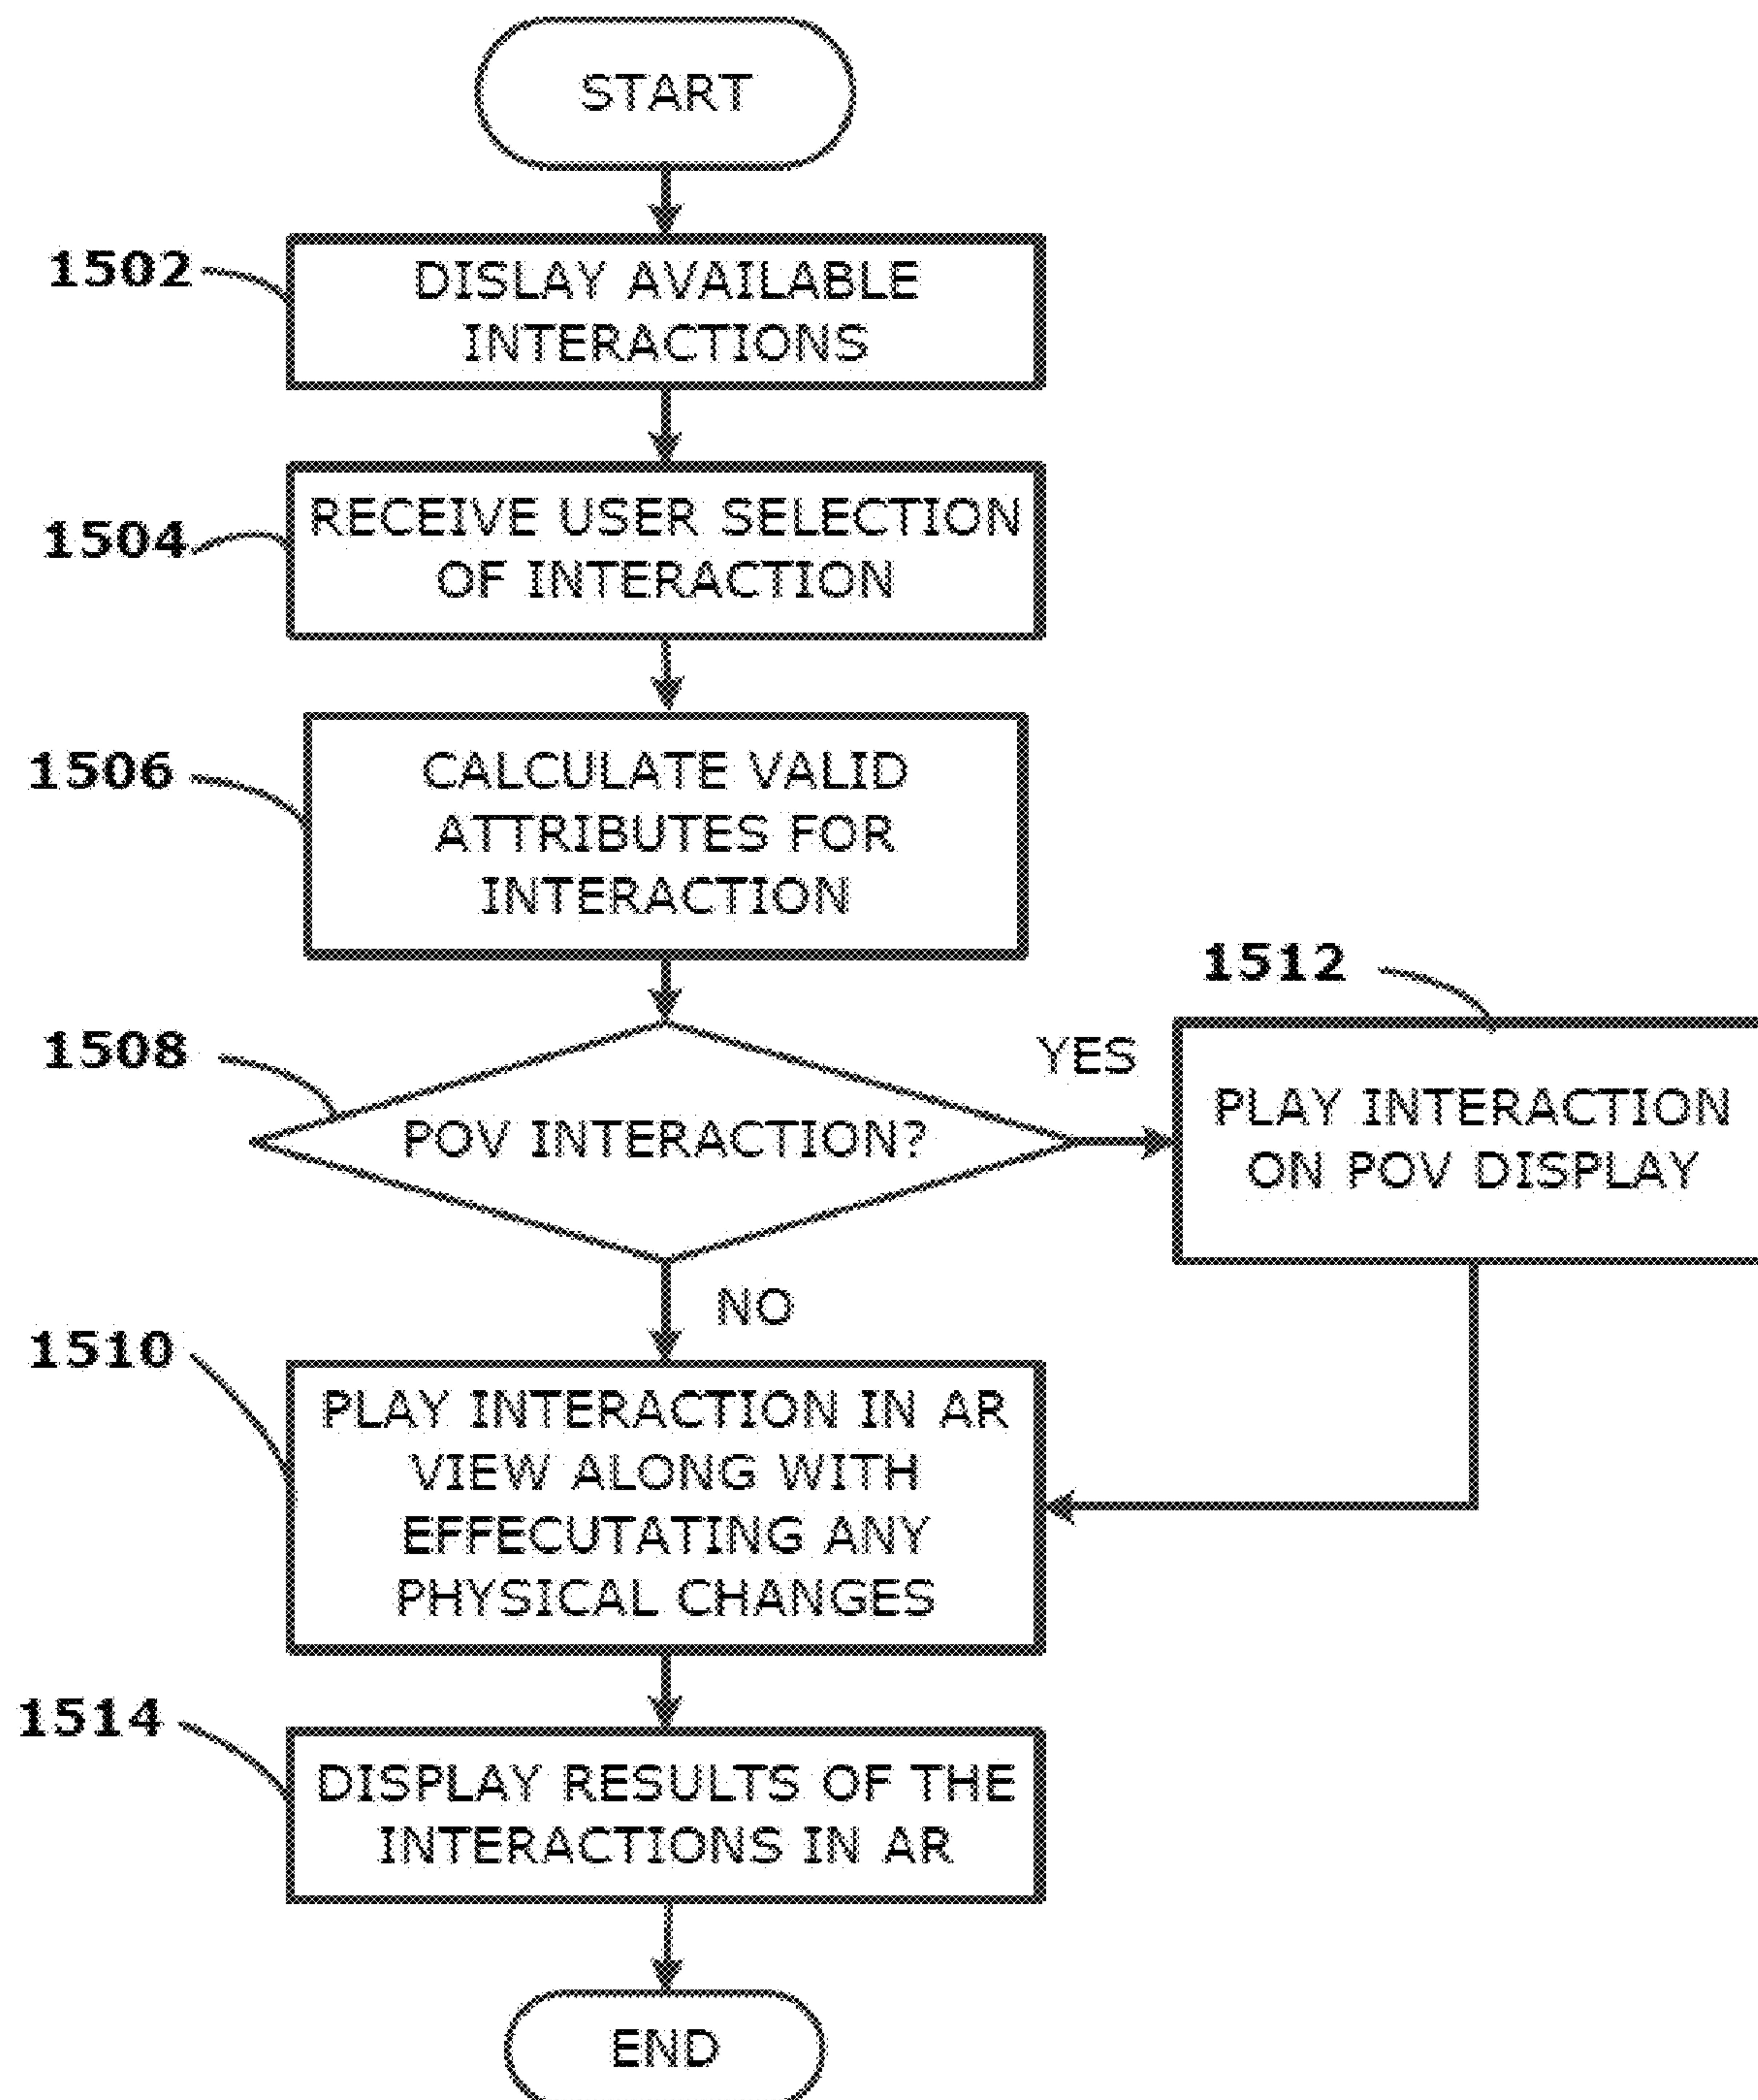 START
1502
DISLAY AVAILABLE
INTERACTIONS
1504
RECEIVE USER SELECTION
OF INTERACTION
1506
CALCULATE VALID
ATTRIBUTES FOR
INTERACTION
1508
POV INTERACTION?
YES
1512
PLAY INTERACTION
ON POV DISPLAY
NO
1510
PLAY INTERACTION IN AR
VIEW ALONG WITH
EFFECUTATING ANY
PHYSICAL CHANGES
1514
DISPLAY RESULTS OF THE
INTERACTIONS IN AR
END